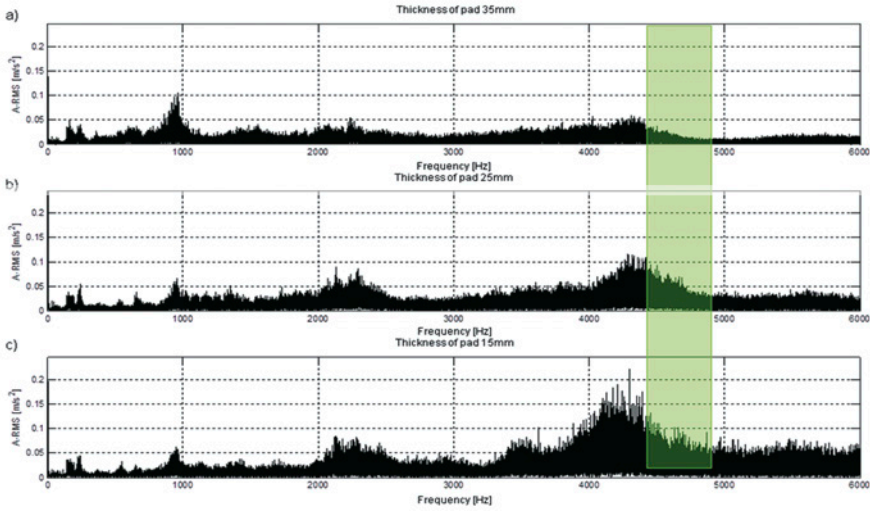 a)
Thickness of pad 35mm
A-RMS [m/s²]
0.2
0.15
0.1
0.05
0
0 1000 2000 3000 4000 5000 6000
Frequency [Hz]
b)
Thickness of pad 25mm
A-RMS [m/s²]
0.2
0.15
0.1
0.05
0
0 1000 2000 3000 4000 5000 6000
Frequency [Hz]
c)
Thickness of pad 15mm
A-RMS [m/s²]
0.2
0.15
0.1
0.05
0
0 1000 2000 3000 4000 5000 6000
Frequency [Hz]